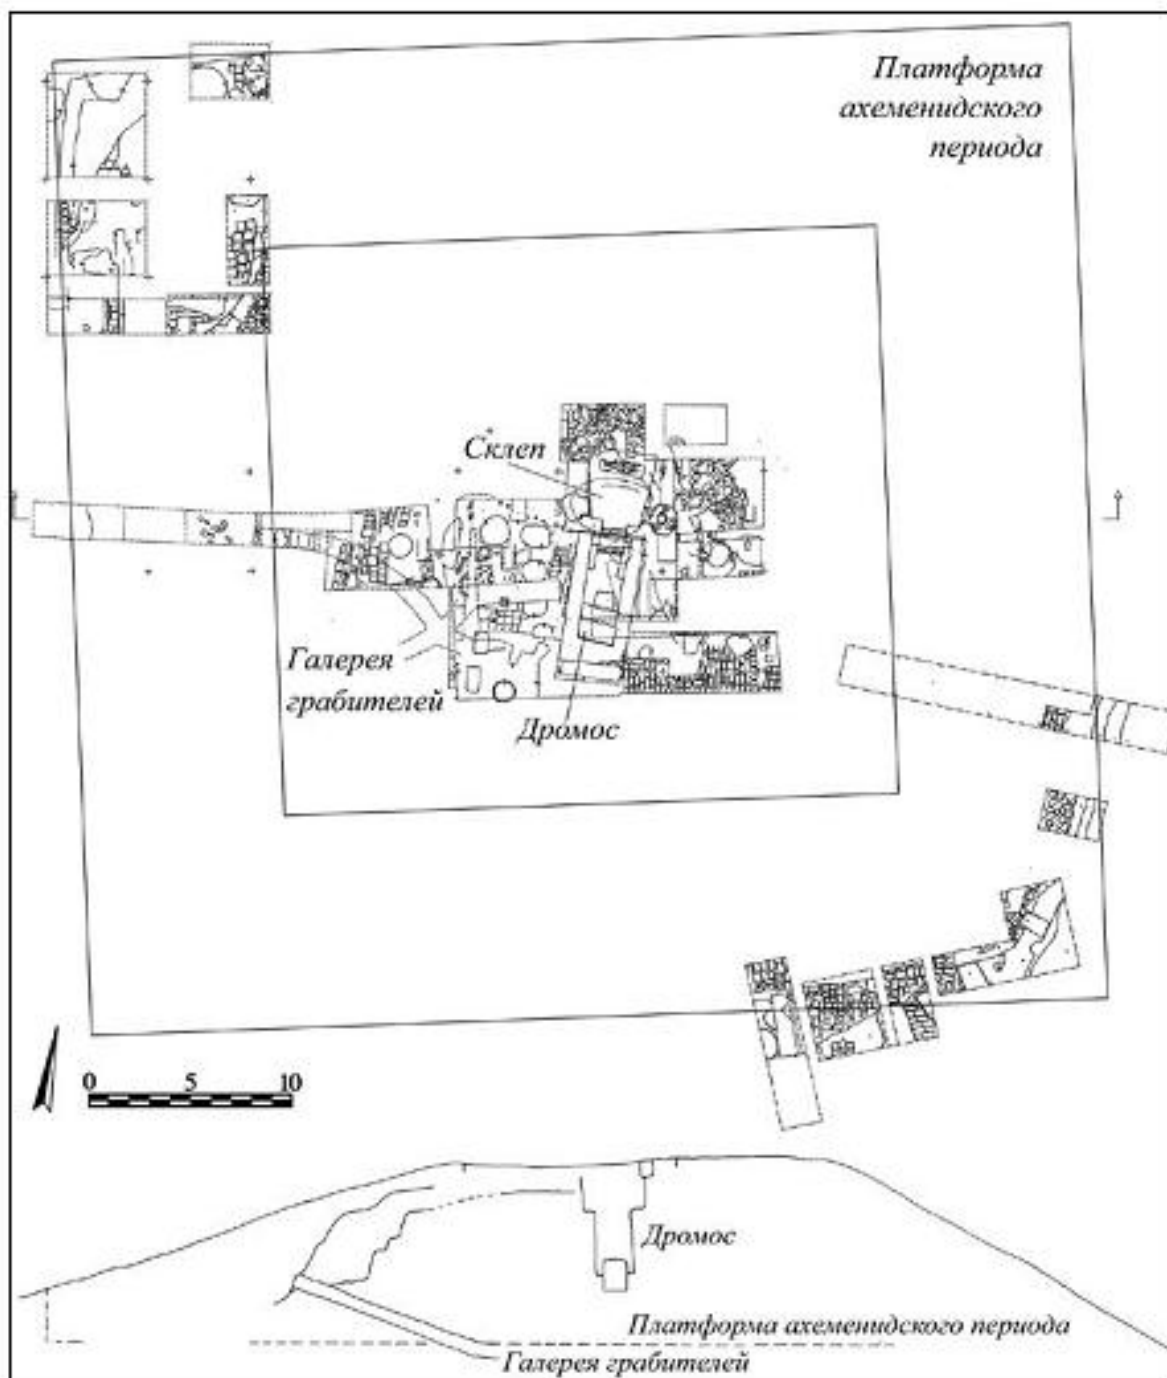 Платформа
ахеменидского
периода
Склеп
Галерея
грабителей
Дромос
0 5 10
Дромос
Платформа ахеменидского периода
Галерея грабителей